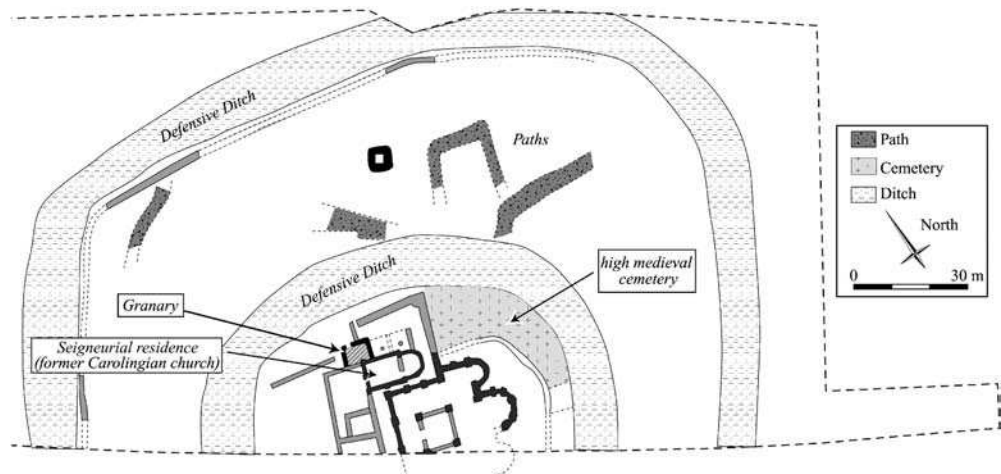 Defensive Ditch
Paths
Defensive Ditch
high medieval
cemetery
Granary
Seigneurial residence
(former Carolingian church)
Path
Cemetery
Ditch
North
0 30 m